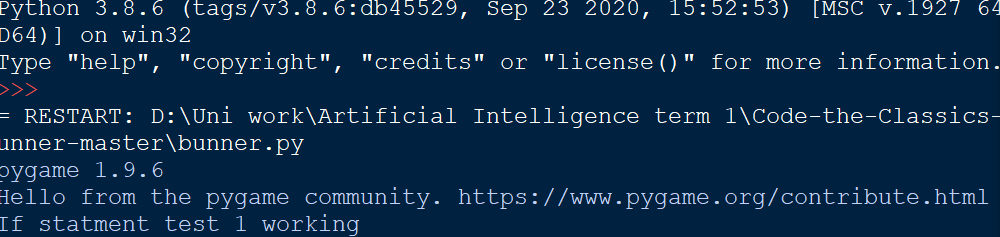 Python 3.8.6 (tags/v3.8.6:db45529, Sep 23 2020, 15:52:53) [MSC v.1927 64
D64)] on win32
Type "help", "copyright", "credits" or "license()" for more information.
>>>
= RESTART: D:\Uni work\Artificial Intelligence term 1\Code-the-Classics-
unner-master\bunner.py
pygame 1.9.6
Hello from the pygame community. https://www.pygame.org/contribute.html
If statment test 1 working